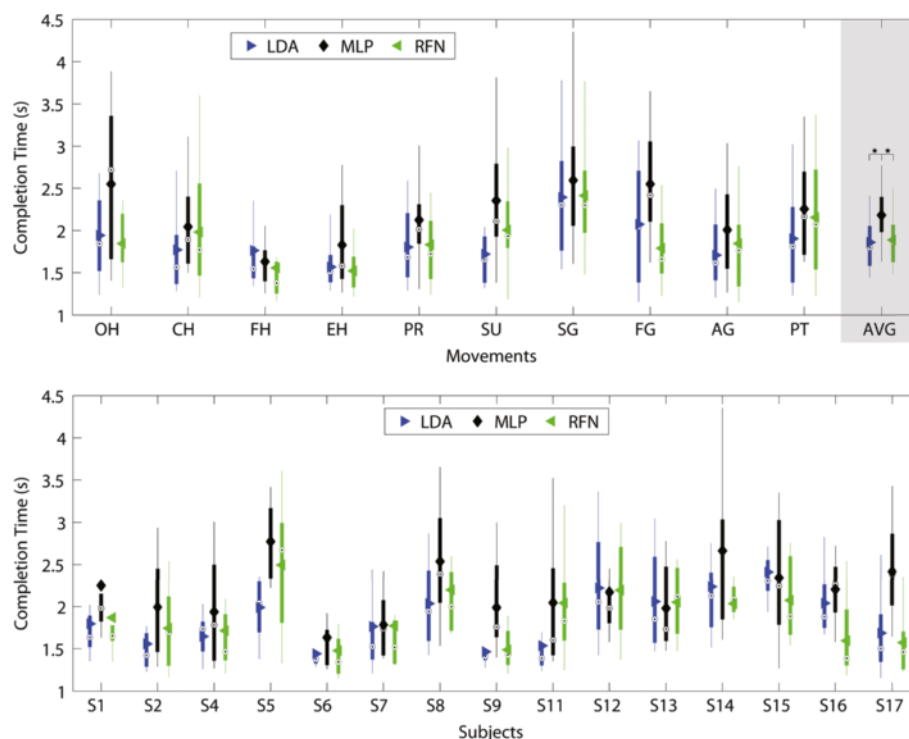 4.5
LDA MLP RFN
4
3.5
3
2.5
2
1.5
1
Completion Time (s)
* *
OH CH FH EH PR SU SG FG AG PT AVG
Movements
4.5
LDA MLP RFN
4
3.5
3
2.5
2
1.5
1
Completion Time (s)
S1 S2 S4 S5 S6 S7 S8 S9 S11 S12 S13 S14 S15 S16 S17
Subjects